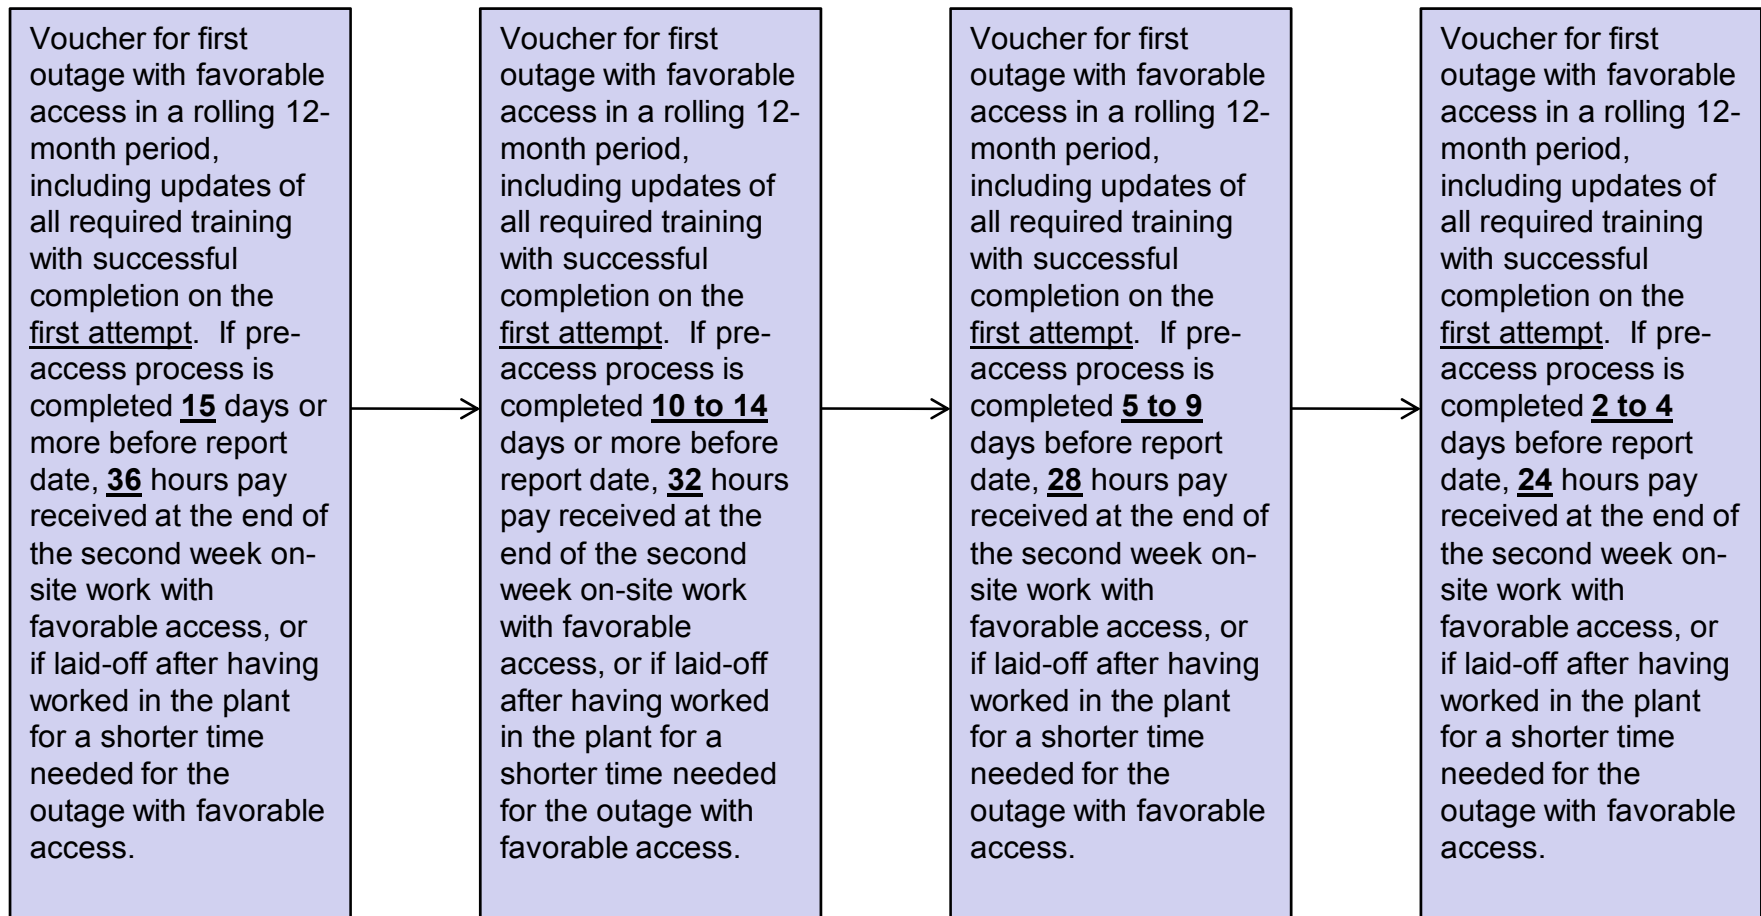 Voucher for first
outage with favorable
access in a rolling 12-
month period,
including updates of
all required training
with successful
completion on the
first attempt.  If pre-
access process is
completed 15 days or
more before report
date, 36 hours pay
received at the end of
the second week on-
site work with
favorable access, or
if laid-off after having
worked in the plant
for a shorter time
needed for the
outage with favorable
access.
Voucher for first
outage with favorable
access in a rolling 12-
month period,
including updates of
all required training
with successful
completion on the
first attempt.  If pre-
access process is
completed 10 to 14
days or more before
report date, 32 hours
pay received at the
end of the second
week on-site work
with favorable
access, or if laid-off
after having worked
in the plant for a
shorter time needed
for the outage with
favorable access.
Voucher for first
outage with favorable
access in a rolling 12-
month period,
including updates of
all required training
with successful
completion on the
first attempt.  If pre-
access process is
completed 5 to 9
days before report
date, 28 hours pay
received at the end of
the second week on-
site work with
favorable access, or
if laid-off after having
worked in the plant
for a shorter time
needed for the
outage with favorable
access.
Voucher for first
outage with favorable
access in a rolling 12-
month period,
including updates of
all required training
with successful
completion on the
first attempt.  If pre-
access process is
completed 2 to 4
days before report
date, 24 hours pay
received at the end of
the second week on-
site work with
favorable access, or
if laid-off after having
worked in the plant
for a shorter time
needed for the
outage with favorable
access.